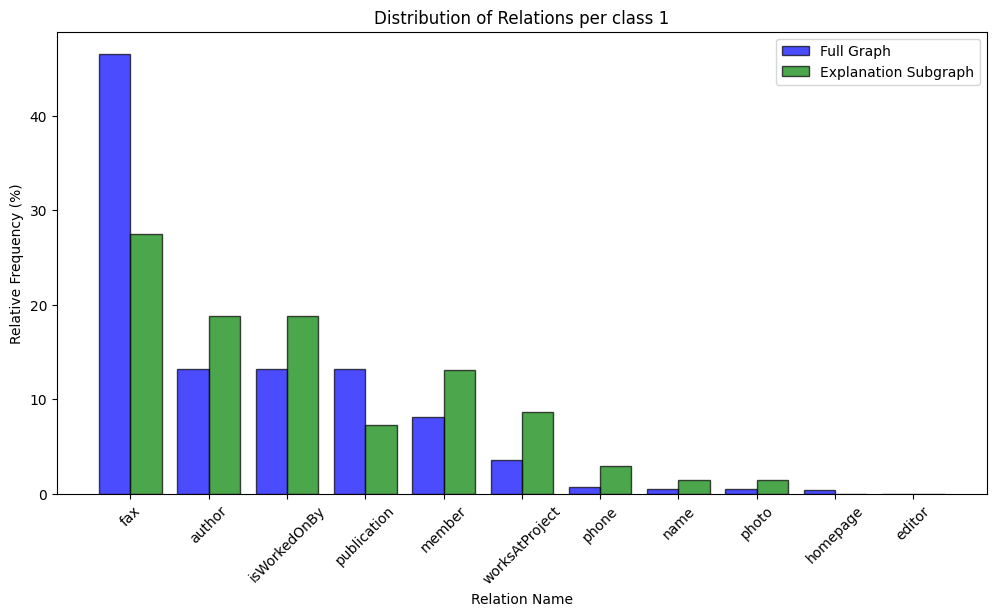 Distribution of Relations per class 1
Full Graph
Explanation Subgraph
Relative Frequency (%)
40
30
20
10
0
fax
author
isWorkedOnBy
publication
member
worksAtProject
phone
name
photo
homepage
editor
Relation Name